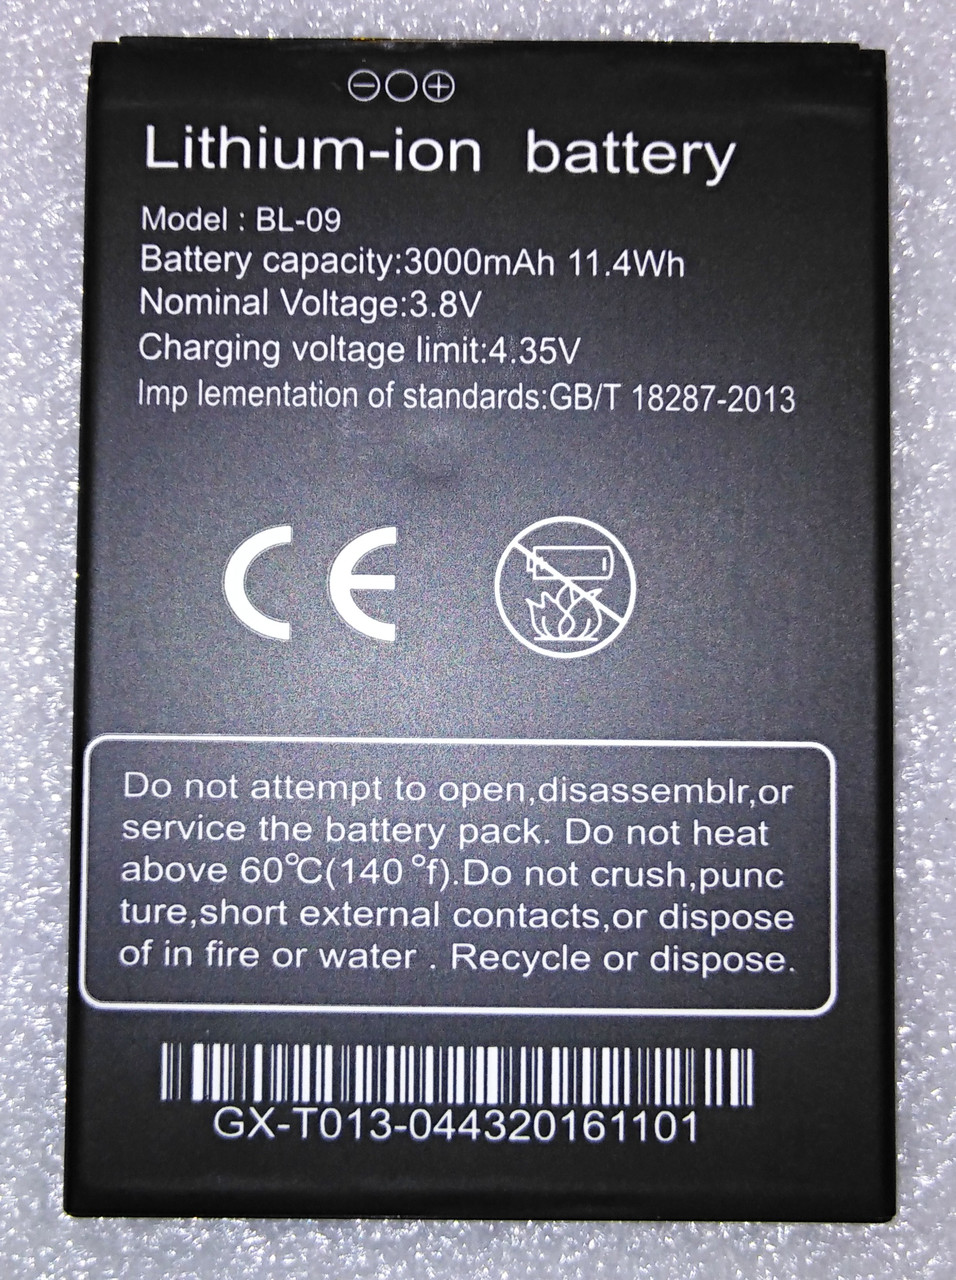 Lithium-ion battery
Model : BL-09
Battery capacity:3000mAh 11.4Wh
Nominal Voltage:3.8V
Charging voltage limit:4.35V
Imp lementation of standards:GB/T 18287-2013
CE
Do not attempt to open,disassemblr,or
service the battery pack. Do not heat
above 60℃(140 °f).Do not crush,punc
ture,short external contacts,or dispose
of in fire or water . Recycle or dispose.
GX-T013-044320161101